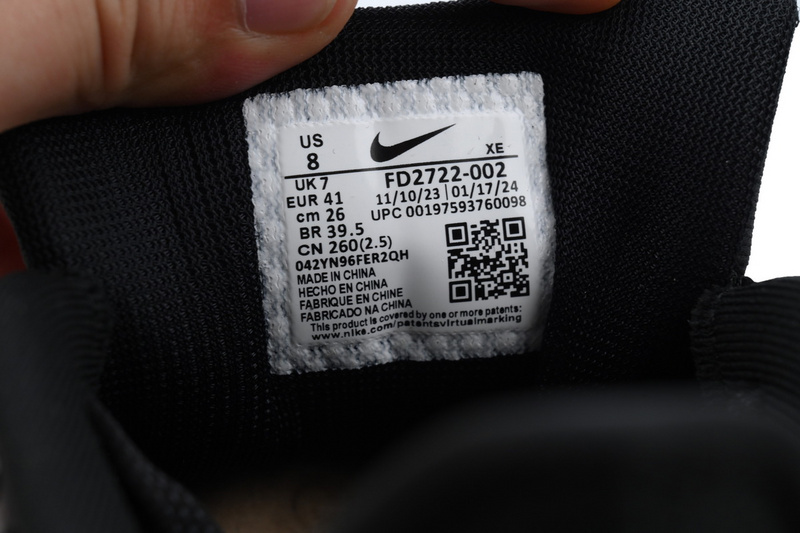 US
8
XE
UK 7
FD2722-002
EUR 41
11/10/23 | 01/17/24
cm 26
UPC 00197593760098
BR 39.5
CN 260(2.5)
042YN96FER2QH
MADE IN CHINA
HECHO EN CHINA
FABRIQUE EN CHINE
FABRICADO NA CHINA
This product is covered by one or more patents:
www.nike.com/patentsvirtualmarking